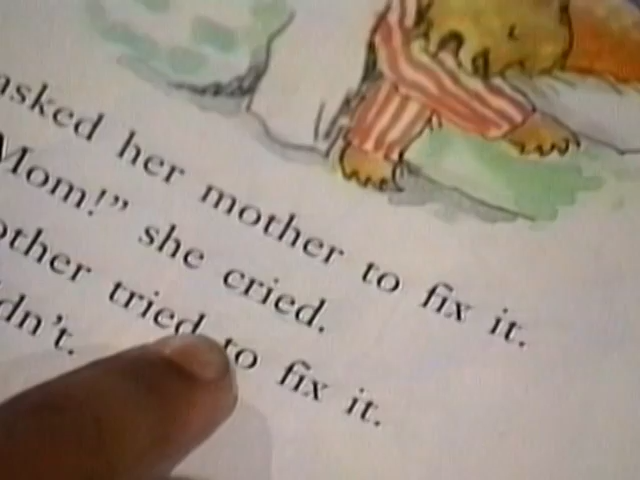 asked her mother to fix it.
Mom!" she cried.
other tried to fix it.
dn't.